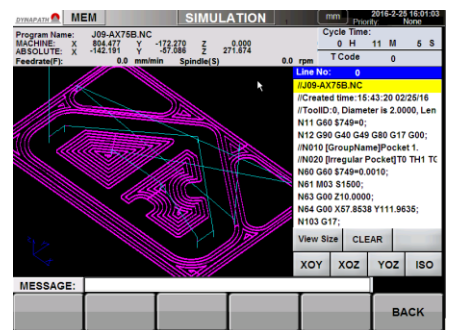 DYNAPATH MEM SIMULATION mm Priority None 2016-2-25 16:01:03
Program Name: J09-AX75B.NC Cycle Time:
MACHINE: X 804.477 Y -172.270 Z 0.000 0 H 11 M 5 S
ABSOLUTE: X -142.191 Y -57.086 Z 271.674 T Code 0
Feedrate(F): 0.0 mm/min Spindle(S) 0.0 rpm
Line No: 0
//J09-AX75B.NC
//Created time:15:43:20 02/25/16
//ToolID:0, Diameter is 2.0000, Len
N11 G60 $749=0;
N12 G90 G40 G49 G80 G17 G00;
//N010 [GroupName]Pocket 1.
//N020 [Irregular Pocket]T0 TH1 TC
N60 G60 $749=0.0010;
N61 M03 S1500;
N63 G00 Z10.0000;
N64 G00 X57.8538 Y111.9635;
N103 G17;
View Size CLEAR
XOY XOZ YOZ ISO
MESSAGE:
BACK